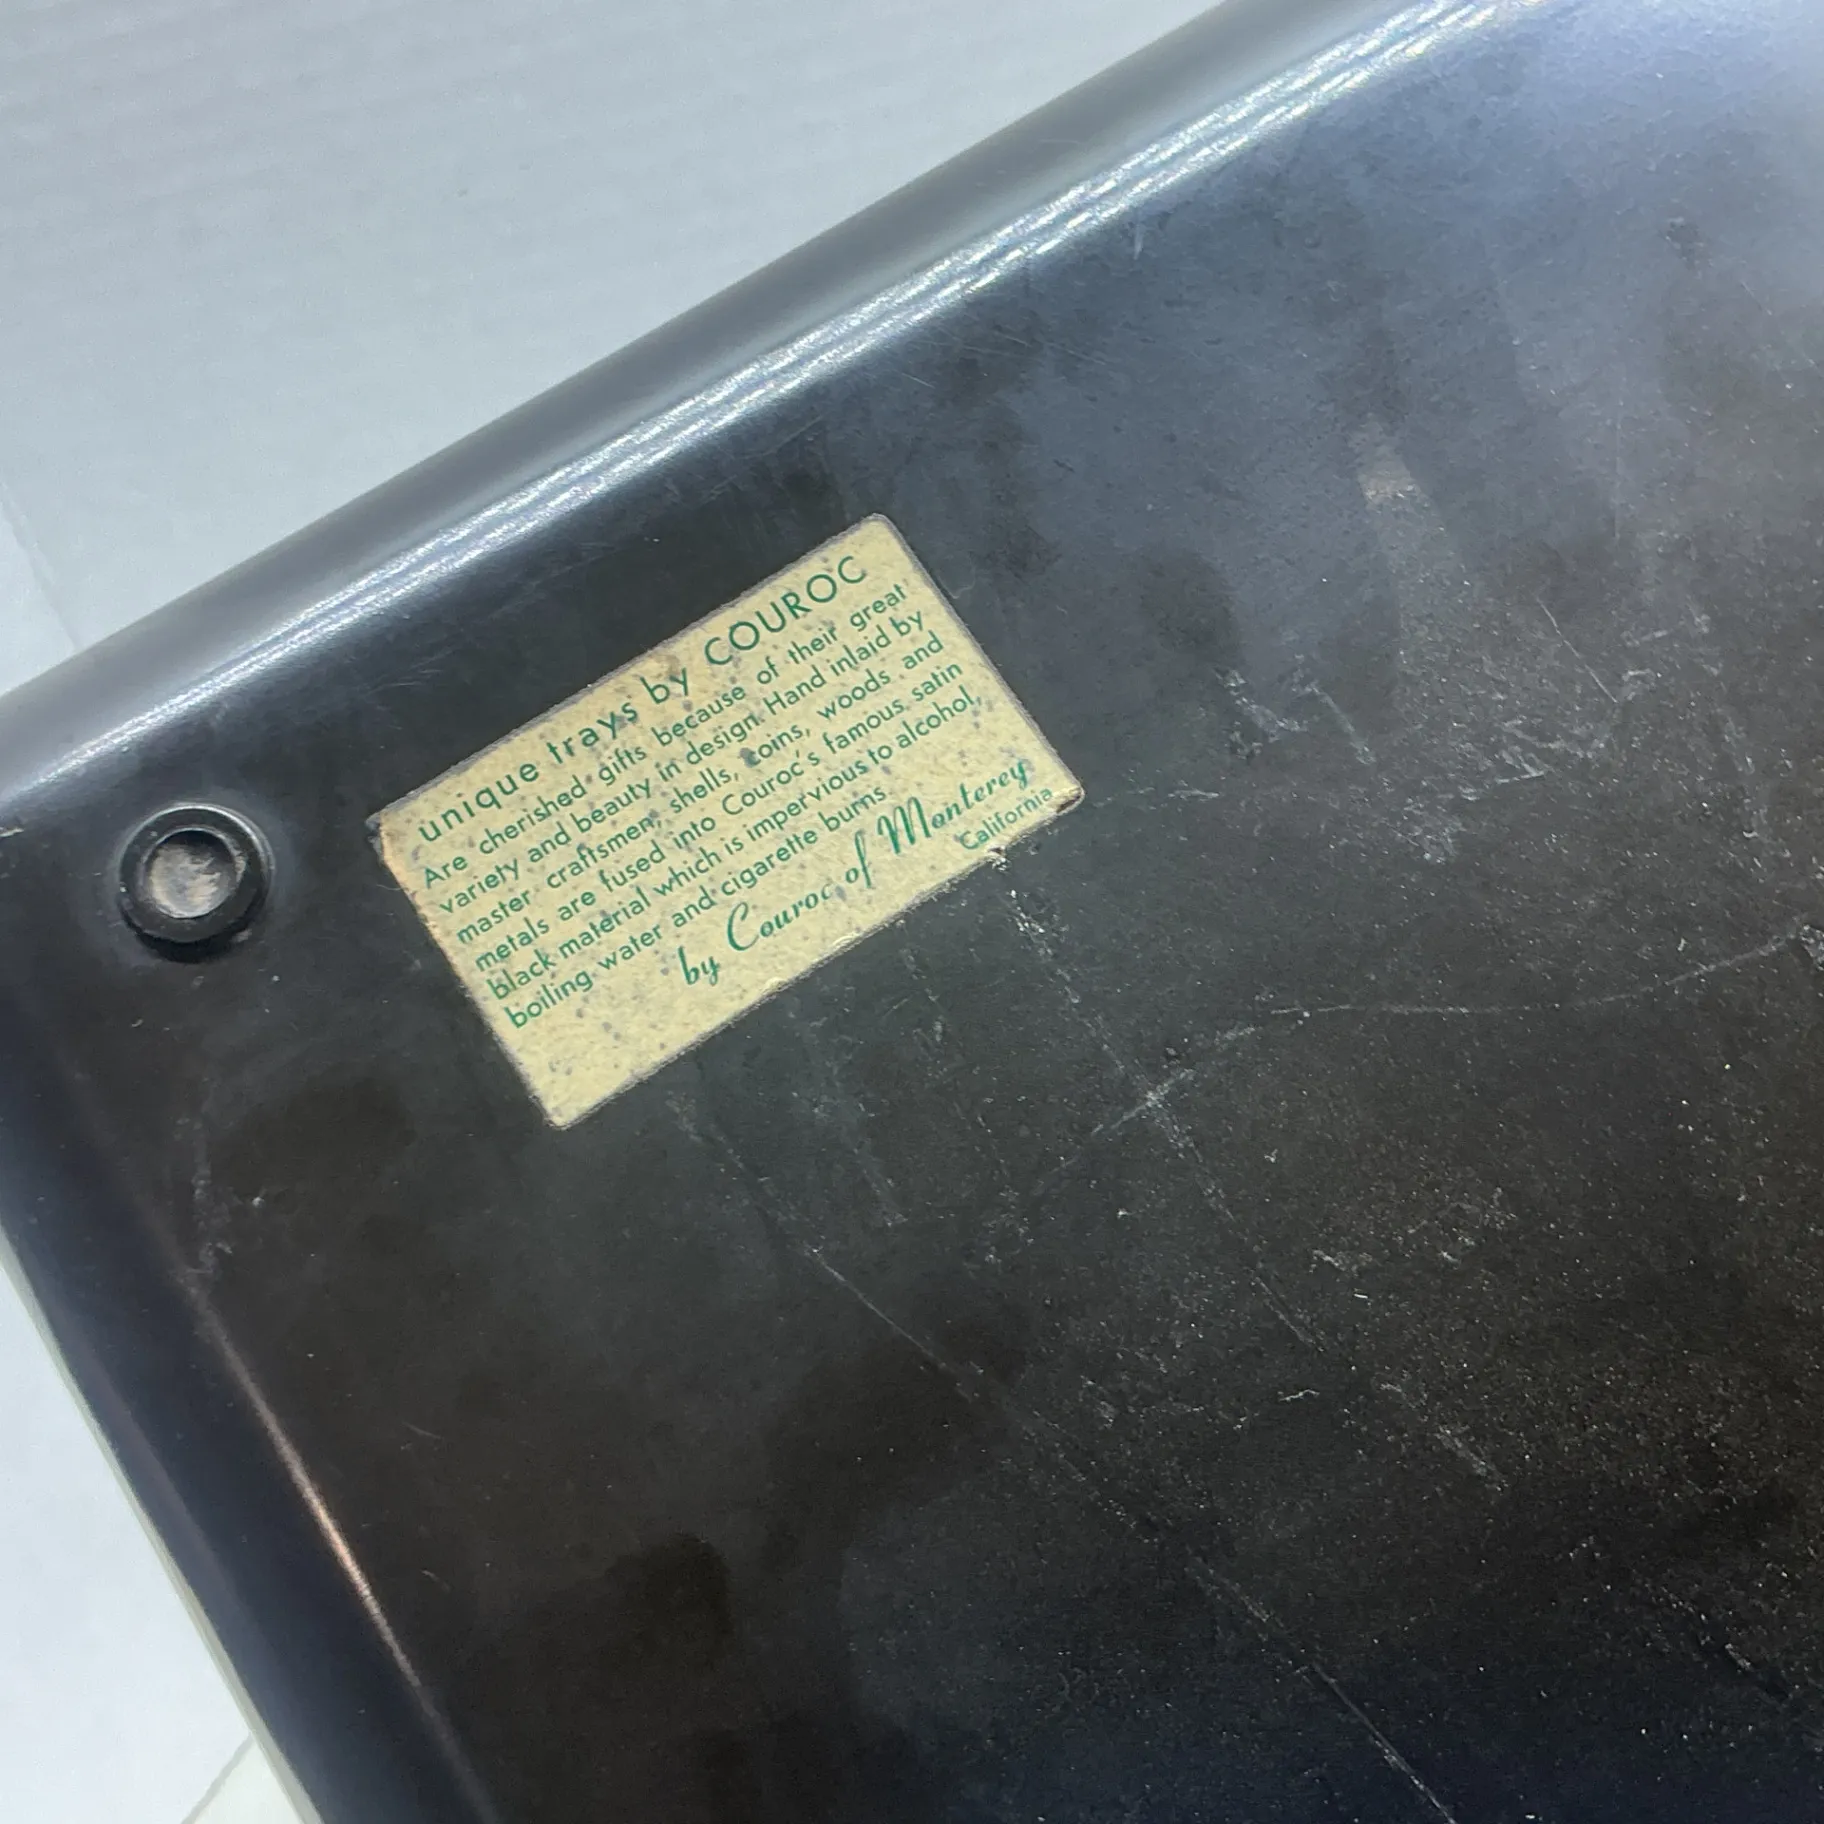 unique trays by COUROC
Are cherished gifts because of their great
variety and beauty in design. Hand inlaid by
master craftsmen, shells, coins, woods and
metals are fused into Couroc's famous satin
black material which is impervious to alcohol,
boiling water and cigarette burns
by Couroc of Monterey
California